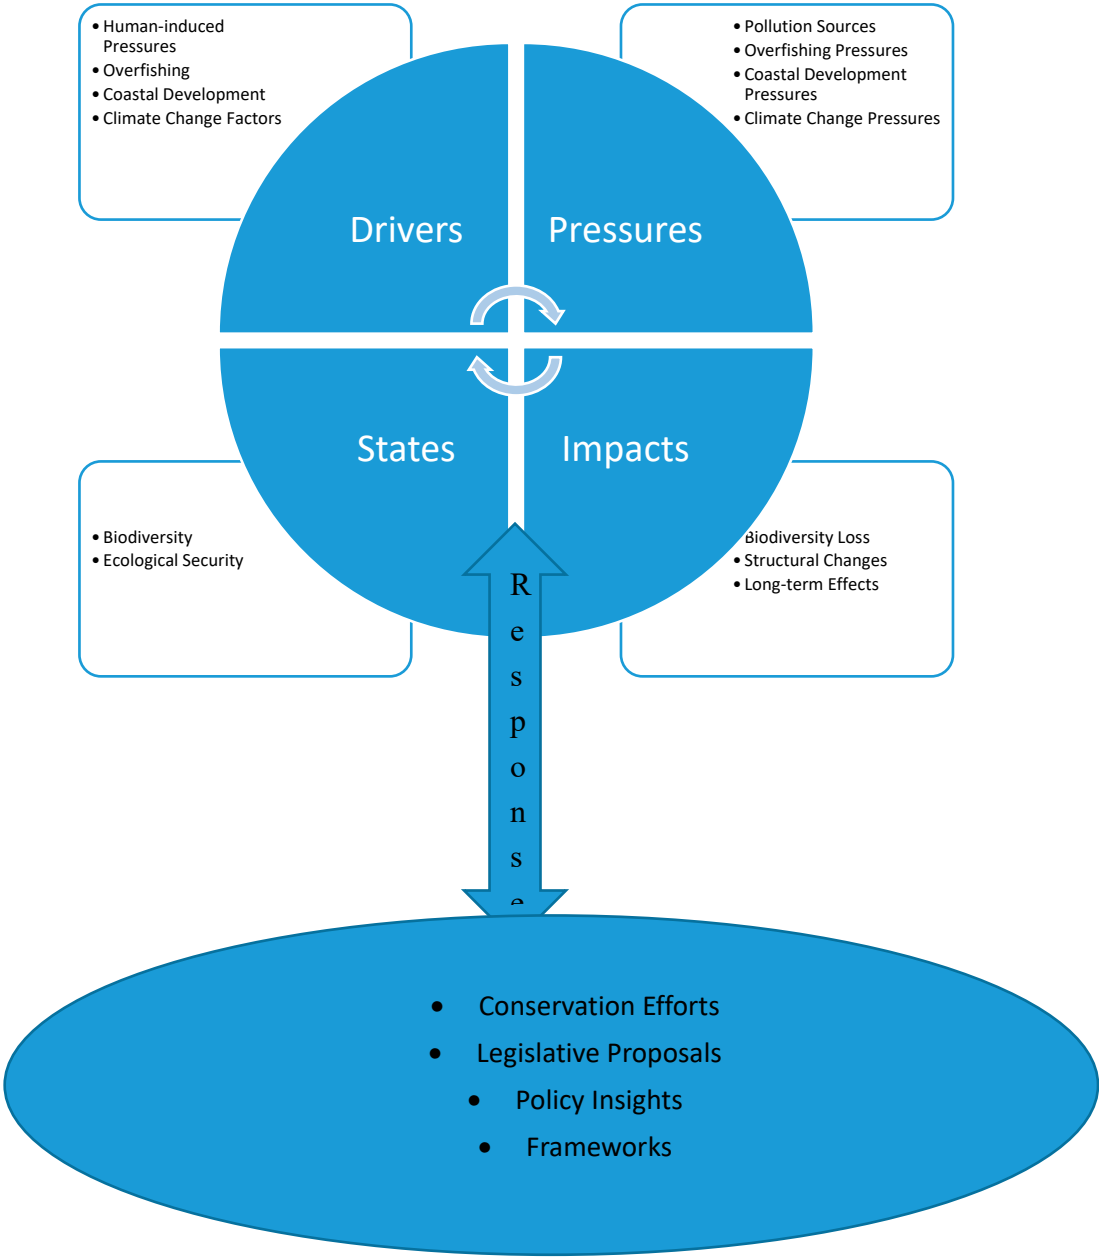 • Human-induced
Pressures
• Overfishing
• Coastal Development
• Climate Change Factors
• Pollution Sources
• Overfishing Pressures
• Coastal Development
Pressures
• Climate Change Pressures
Drivers
Pressures
States
Impacts
• Biodiversity
• Ecological Security
Biodiversity Loss
• Structural Changes
• Long-term Effects
R
e
s
p
o
n
s
e
• Conservation Efforts
• Legislative Proposals
• Policy Insights
• Frameworks